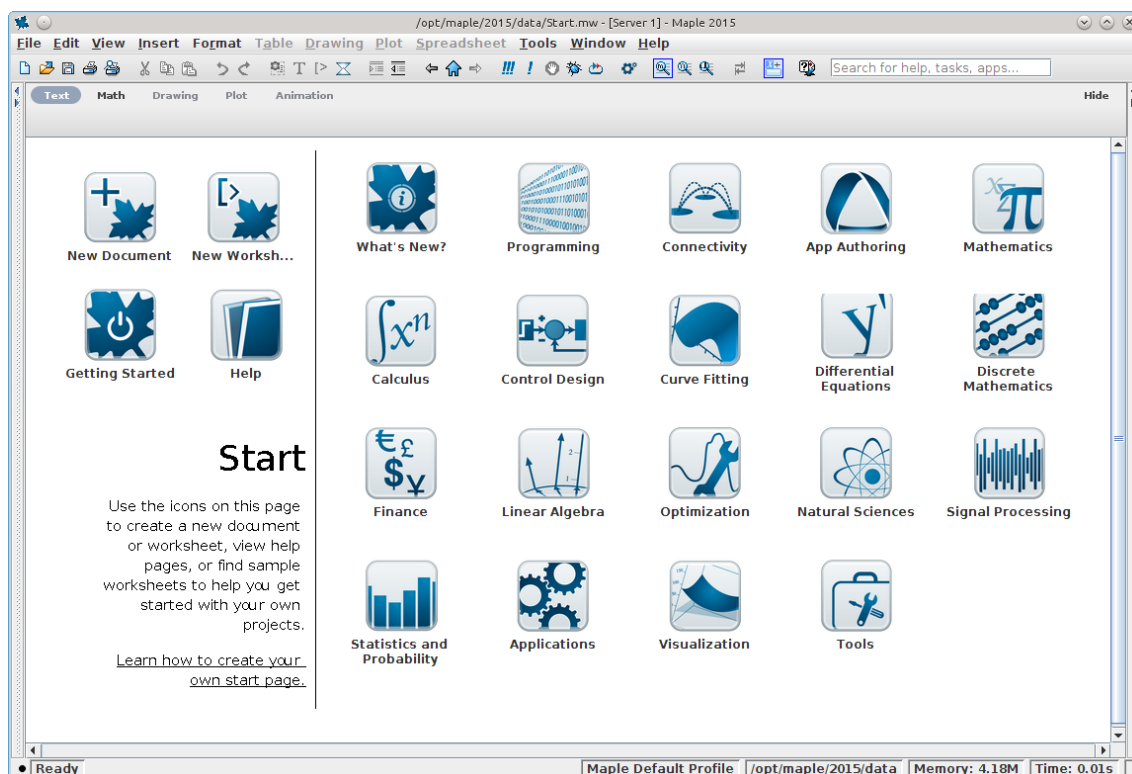 /opt/maple/2015/data/Start.mw - [Server 1] - Maple 2015
File Edit View Insert Format Table Drawing Plot Spreadsheet Tools Window Help
Search for help, tasks, apps...
Text Math Drawing Plot Animation Hide
New Document New Worksh...
Getting Started Help
Start
Use the icons on this page
to create a new document
or worksheet, view help
pages, or find sample
worksheets to help you get
started with your own
projects.
Learn how to create your
own start page.
What's New? Programming Connectivity App Authoring Mathematics
Calculus Control Design Curve Fitting Differential Equations Discrete Mathematics
Finance Linear Algebra Optimization Natural Sciences Signal Processing
Statistics and Probability Applications Visualization Tools
Ready Maple Default Profile /opt/maple/2015/data Memory: 4.18M Time: 0.01s